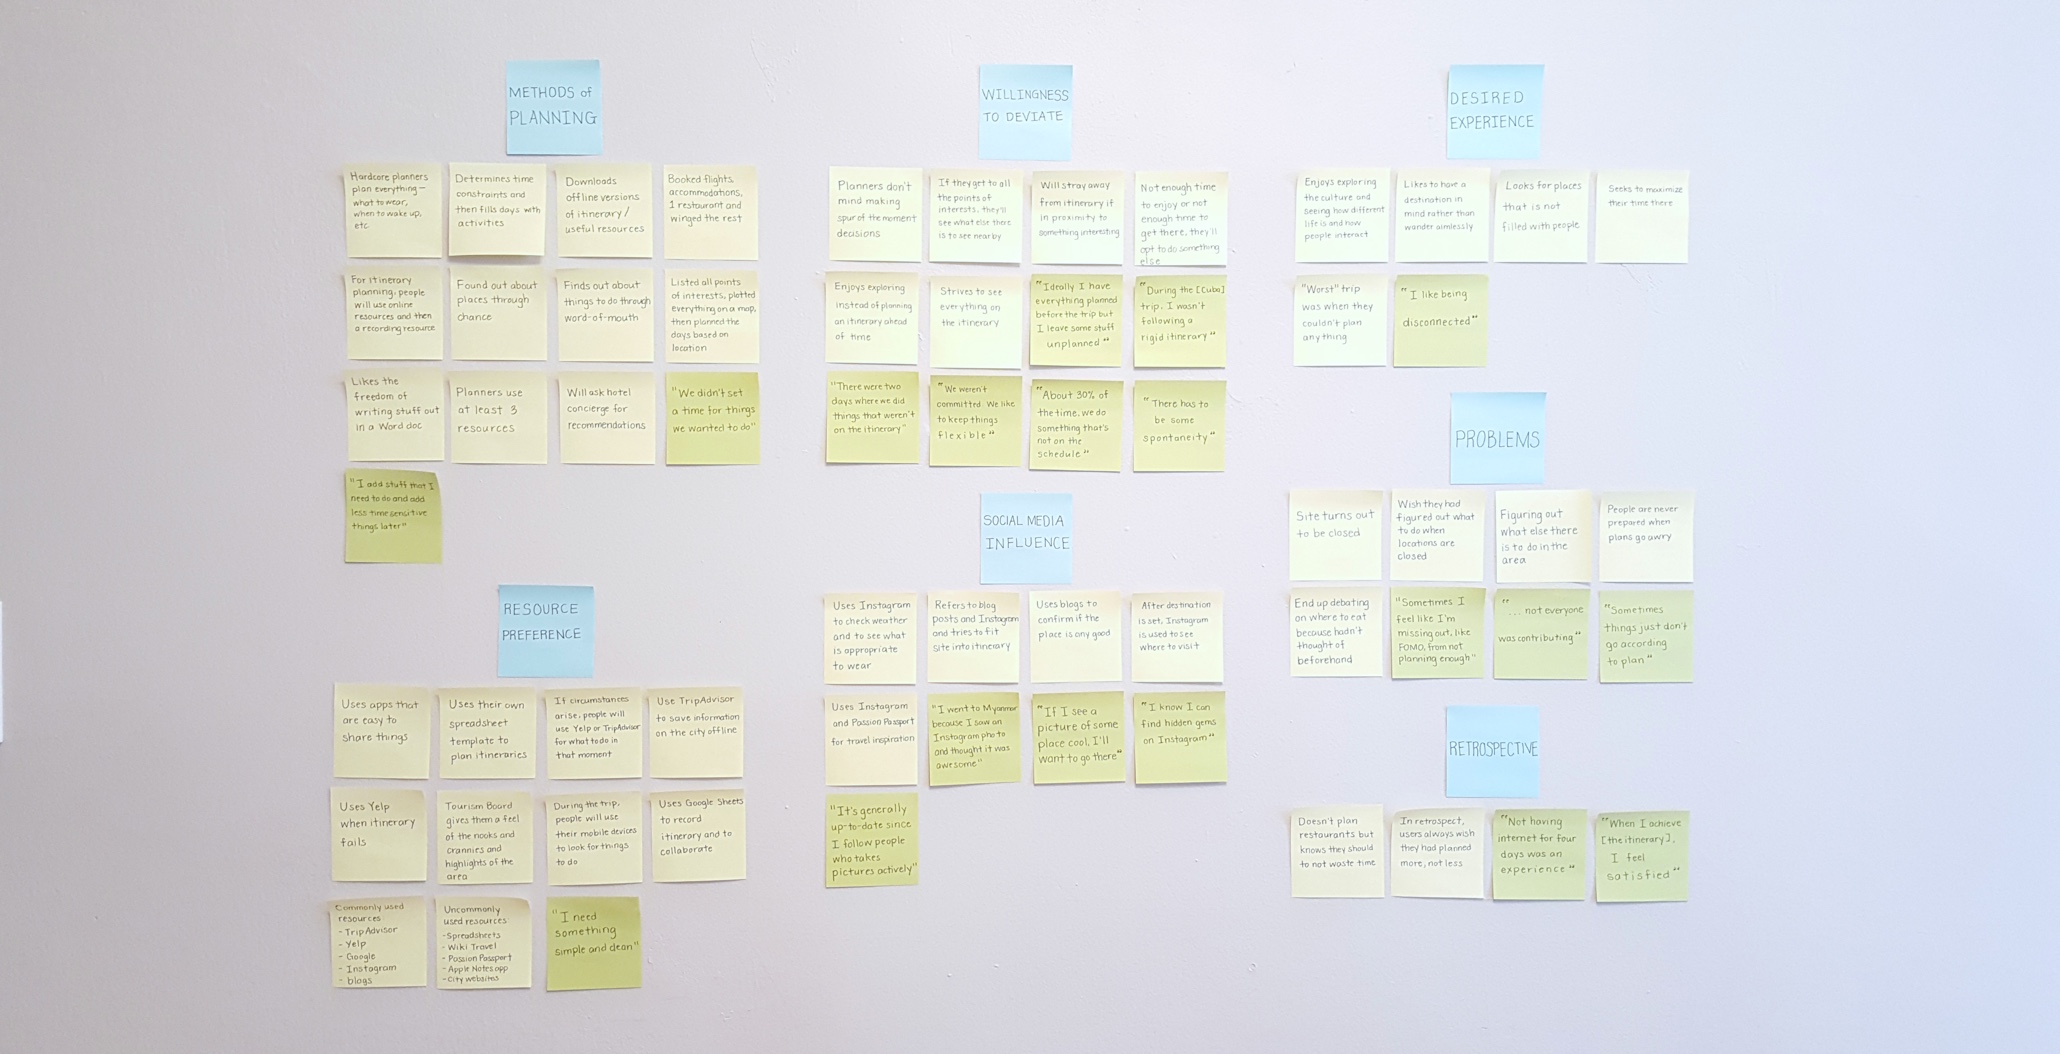 METHODS of
PLANNING
Hardcore planners
plan everything—
what to wear,
when to wake up,
etc.
Determines time
constraints and
then fills days with
activities
Downloads
offline versions
of itinerary/
useful resources
Booked flights,
accommodations,
1 restaurant and
winged the rest
For itinerary
planning, people
will use online
resources and then
a recording resource
Found out about
places through
chance
Finds out about
things to do through
word-of-mouth
Listed all points
of interests, plotted
everything on a map,
then planned the
days based on
location
Likes the
freedom of
writing stuff out
in a Word doc
Planners use
at least 3
resources
Will ask hotel
concierge for
recommendations
"We didn't set
a time for things
we wanted to do"
"I add stuff that I
need to do and add
less time sensitive
things later"
RESOURCE
PREFERENCE
Uses apps that
are easy to
share things
Uses their own
spreadsheet
template to
plan itineraries
If circumstances
arise, people will
use Yelp or TripAdvisor
for what to do in
that moment
Use TripAdvisor
to save information
on the city offline
Uses Yelp
when itinerary
fails
Tourism Board
gives them a feel
of the nooks and
crannies and
highlights of the
area
During the trip,
people will use
their mobile devices
to look for things
to do
Uses Google Sheets
to record
itinerary and to
collaborate
Commonly used
resources
- TripAdvisor
- Yelp
- Google
- Instagram
- blogs
Uncommonly
used resources
- Spreadsheets
- Wiki Travel
- Passion Passport
- Apple Notes app
- City websites
"I need
something
simple and clean"
WILLINGNESS
TO DEVIATE
Planners don't
mind making
spur of the moment
decisions
If they get to all
the points of
interests, they'll
see what else there
is to see nearby
Will stray away
from itinerary if
in proximity to
something interesting
Not enough time
to enjoy or not
enough time to
get there, they'll
opt to do something
else
Enjoys exploring
instead of planning
an itinerary ahead
of time
Strives to see
everything on
the itinerary
"Ideally I have
everything planned
before the trip but
I leave some stuff
unplanned"
"During the [Cuba]
trip, I wasn't
following a
rigid itinerary"
"There were two
days where we did
things that weren't
on the itinerary"
"We weren't
committed. We like
to keep things
flexible"
"About 30% of
the time, we do
something that's
not on the
schedule"
"There has to
be some
spontaneity"
SOCIAL MEDIA
INFLUENCE
Uses Instagram
to check weather
and to see what
is appropriate
to wear
Refers to blog
posts and Instagram
and tries to fit
site into itinerary
Uses blogs to
confirm if the
place is any good
After destination
is set, Instagram
is used to see
where to visit
Uses Instagram
and Passion Passport
for travel inspiration
"I went to Myanmar
because I saw an
Instagram photo
and thought it was
awesome"
"If I see a
picture of some
place cool, I'll
want to go there"
"I know I can
find hidden gems
on Instagram"
"It's generally
up-to-date since
I follow people
who takes
pictures actively"
DESIRED
EXPERIENCE
Enjoys exploring
the culture and
seeing how different
life is and how
people interact
Likes to have a
destination in
mind rather than
wander aimlessly
Looks for places
that is not
filled with people
Seeks to maximize
their time there
"Worst" trip
was when they
couldn't plan
anything
"I like being
disconnected"
PROBLEMS
Site turns out
to be closed
Wish they had
figured out what
to do when
locations are
closed
Figuring out
what else there
is to do in the
area
People are never
prepared when
plans go awry
End up debating
on where to eat
because hadn't
thought of
beforehand
"Sometimes I
feel like I'm
missing out, like
FOMO, from not
planning enough"
"... not everyone
was contributing"
"Sometimes
things just don't
go according
to plan"
RETROSPECTIVE
Doesn't plan
restaurants but
knows they should
to not waste time
In retrospect,
users always wish
they had planned
more, not less
"Not having
internet for four
days was an
experience"
"When I achieve
[the itinerary],
I feel
satisfied"